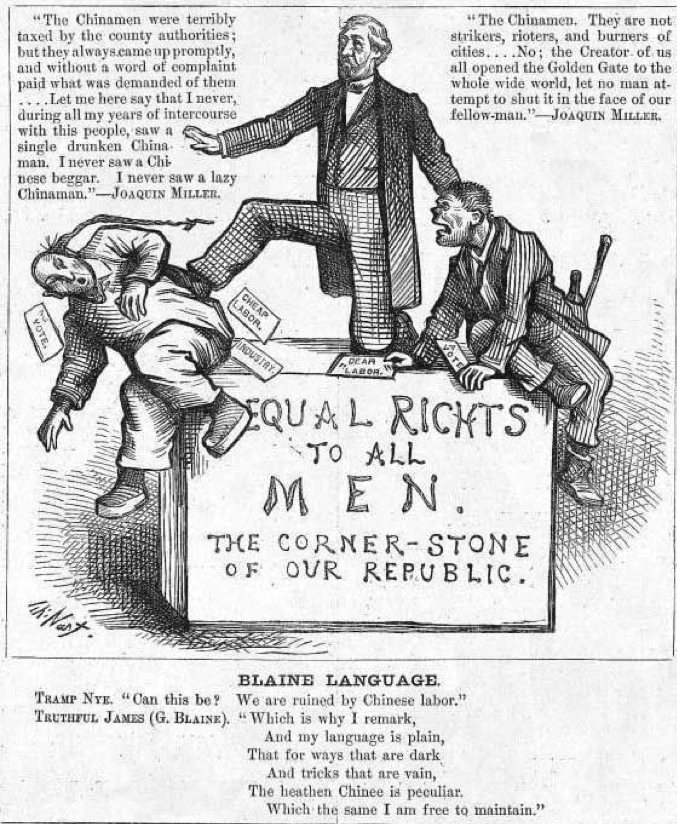 "The Chinamen were terribly
taxed by the county authorities;
but they always came up promptly,
and without a word of complaint
paid what was demanded of them
....Let me here say that I never,
during all my years of intercourse
with this people, saw a
single drunken China-
man. I never saw a Chi-
nese beggar. I never saw a lazy
Chinaman."—JOAQUIN MILLER.
"The Chinamen. They are not
strikers, rioters, and burners of
cities....No; the Creator of us
all opened the Golden Gate to the
whole wide world, let no man at-
tempt to shut it in the face of our
fellow-man."—JOAQUIN MILLER.
VOTE.
CHEAP
LABOR.
INDUSTRY.
DEAR
"LABOR."
A
VOTE
EQUAL RIGHTS
TO ALL
MEN.
THE CORNER-STONE
OF OUR REPUBLIC.
Th: Nast.
BLAINE LANGUAGE.
TRAMP NYE. "Can this be? We are ruined by Chinese labor."
TRUTHFUL JAMES (G. BLAINE). "Which is why I remark,
And my language is plain,
That for ways that are dark
And tricks that are vain,
The heathen Chinee is peculiar.
Which the same I am free to maintain."